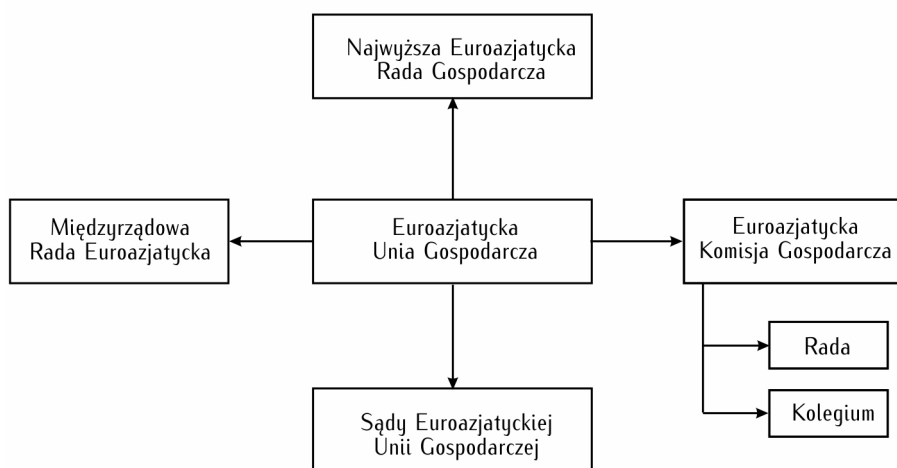 Najwyższa Euroazjatycka
Rada Gospodarcza
Międzyrządowa
Rada Euroazjatycka
Euroazjatycka
Unia Gospodarcza
Euroazjatycka
Komisja Gospodarcza
Rada
Kolegium
Sądy Euroazjatyckiej
Unii Gospodarczej